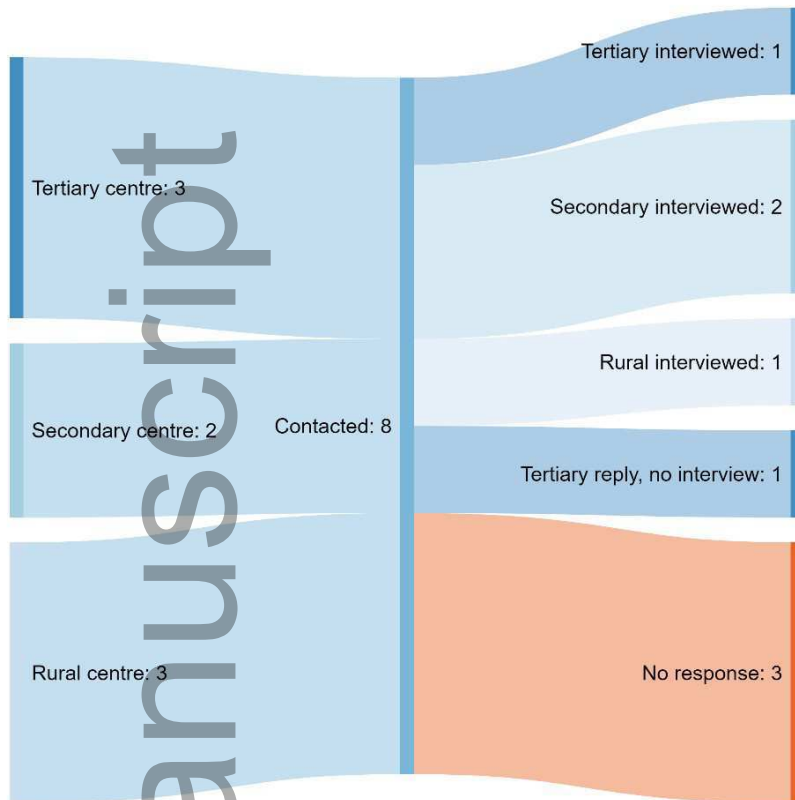 Tertiary centre: 3
Secondary centre: 2
Rural centre: 3
Contacted: 8
Tertiary interviewed: 1
Secondary interviewed: 2
Rural interviewed: 1
Tertiary reply, no interview: 1
No response: 3
anuscript